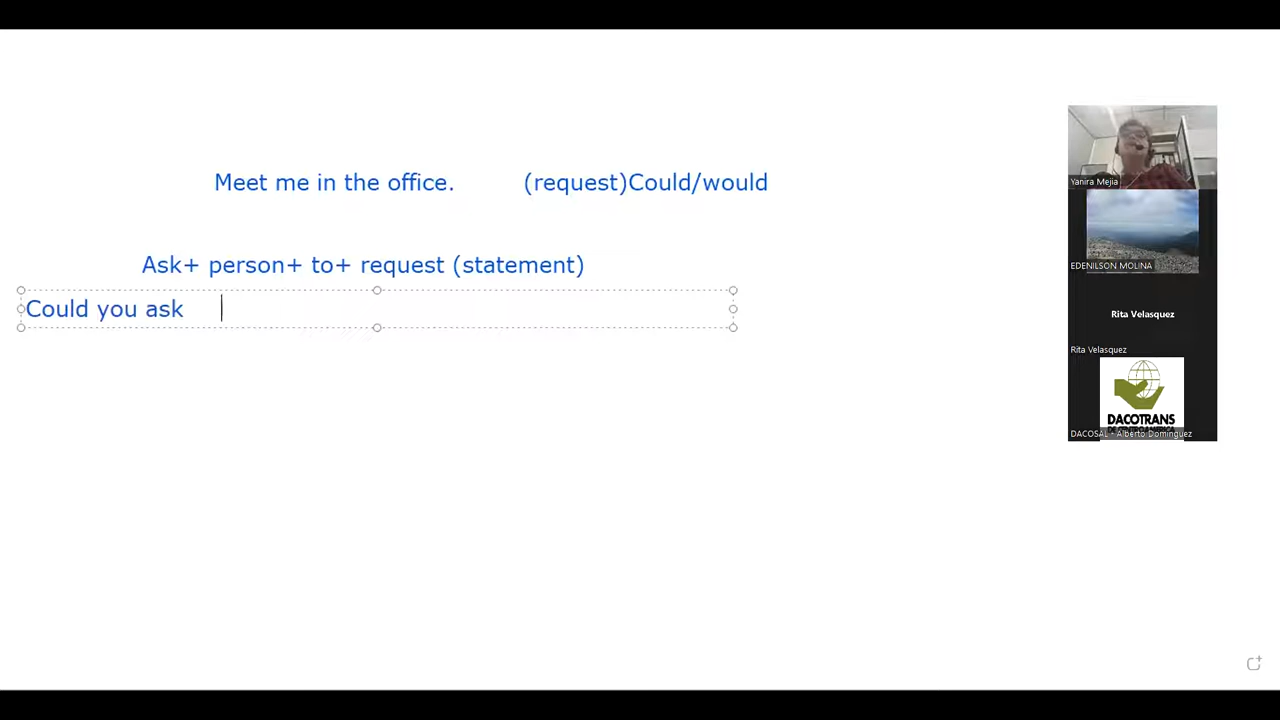 Meet me in the office. (request)Could/would
Ask+ person+ to+ request (statement)
Could you ask
Yanira Mejia
EDENILSON MOLINA
Rita Velasquez
Rita Velasquez
DACOTRANS
DACOSAL - Alberto Dominguez